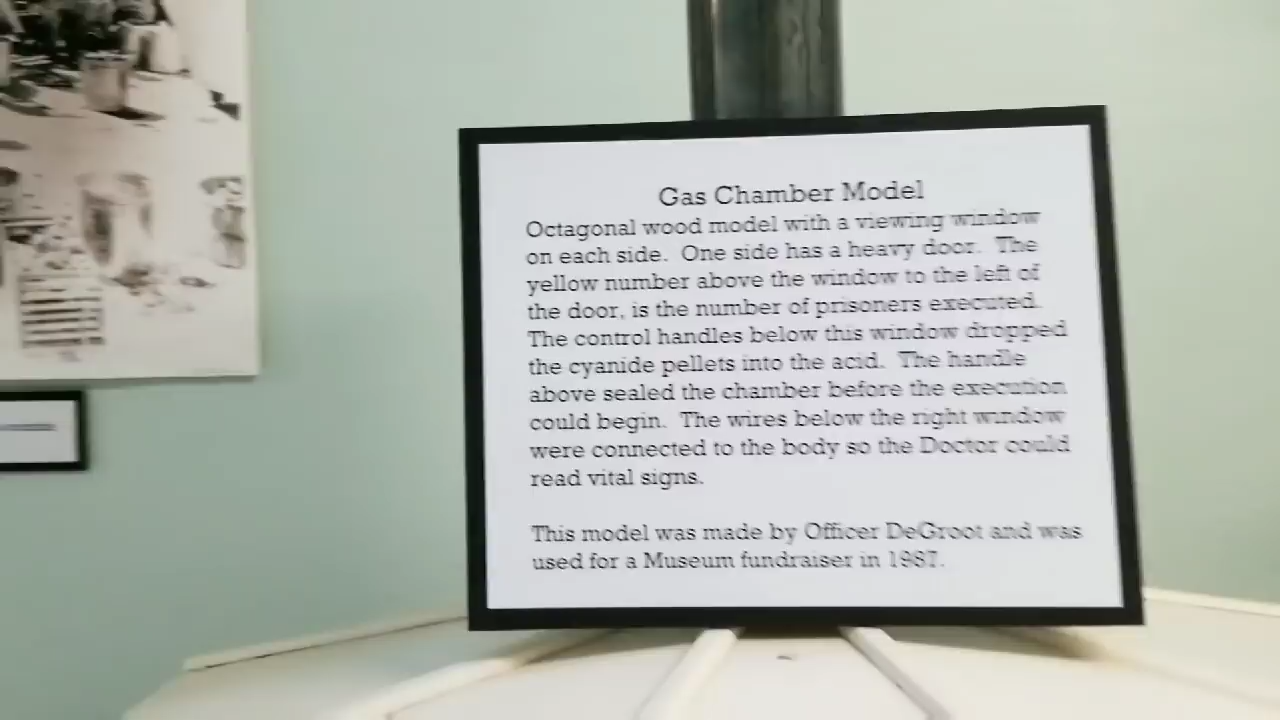 Gas Chamber Model
Octagonal wood model with a viewing window
on each side. One side has a heavy door. The
yellow number above the window to the left of
the door, is the number of prisoners executed.
The control handles below this window dropped
the cyanide pellets into the acid. The handle
above sealed the chamber before the execution
could begin. The wires below the right window
were connected to the body so the Doctor could
read vital signs.
This model was made by Officer DeGroot and was
used for a Museum fundraiser in 1987.